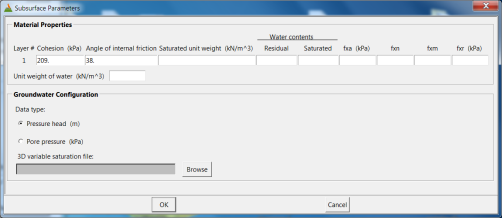 Subsurface Parameters
Material Properties
Water contents
Layer # Cohesion (kPa) Angle of internal friction Saturated unit weight (kN/m^3) Residual Saturated fxa (kPa) fxn fxm fxr (kPa)
1 209. 38.
Unit weight of water (kN/m^3)
Groundwater Configuration
Data type:
Pressure head (m)
Pore pressure (kPa)
3D variable saturation file:
Browse
OK Cancel